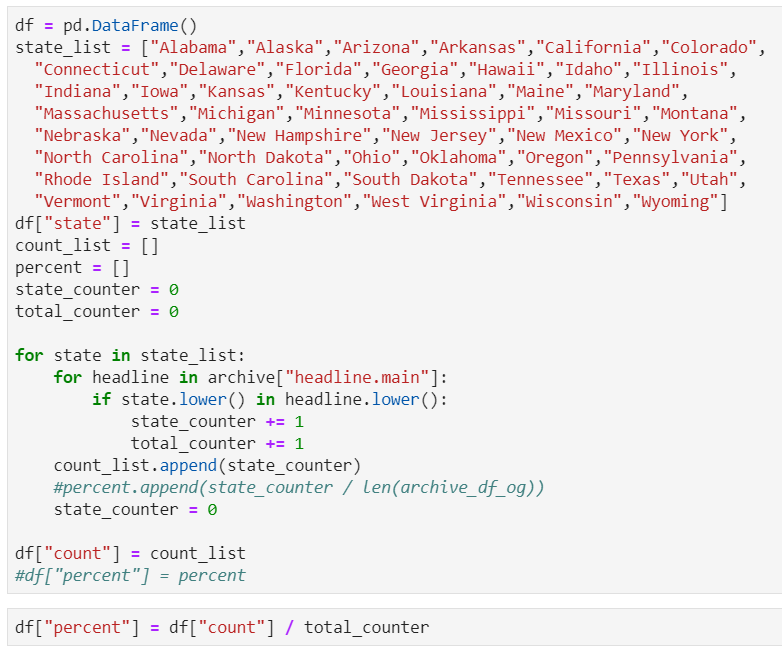 df = pd.DataFrame()
state_list = ["Alabama","Alaska","Arizona","Arkansas","California","Colorado",
  "Connecticut","Delaware","Florida","Georgia","Hawaii","Idaho","Illinois",
  "Indiana","Iowa","Kansas","Kentucky","Louisiana","Maine","Maryland",
  "Massachusetts","Michigan","Minnesota","Mississippi","Missouri","Montana",
  "Nebraska","Nevada","New Hampshire","New Jersey","New Mexico","New York",
  "North Carolina","North Dakota","Ohio","Oklahoma","Oregon","Pennsylvania",
  "Rhode Island","South Carolina","South Dakota","Tennessee","Texas","Utah",
  "Vermont","Virginia","Washington","West Virginia","Wisconsin","Wyoming"]
df["state"] = state_list
count_list = []
percent = []
state_counter = 0
total_counter = 0

for state in state_list:
    for headline in archive["headline.main"]:
        if state.lower() in headline.lower():
            state_counter += 1
            total_counter += 1
    count_list.append(state_counter)
    #percent.append(state_counter / len(archive_df_og))
    state_counter = 0

df["count"] = count_list
#df["percent"] = percent
df["percent"] = df["count"] / total_counter